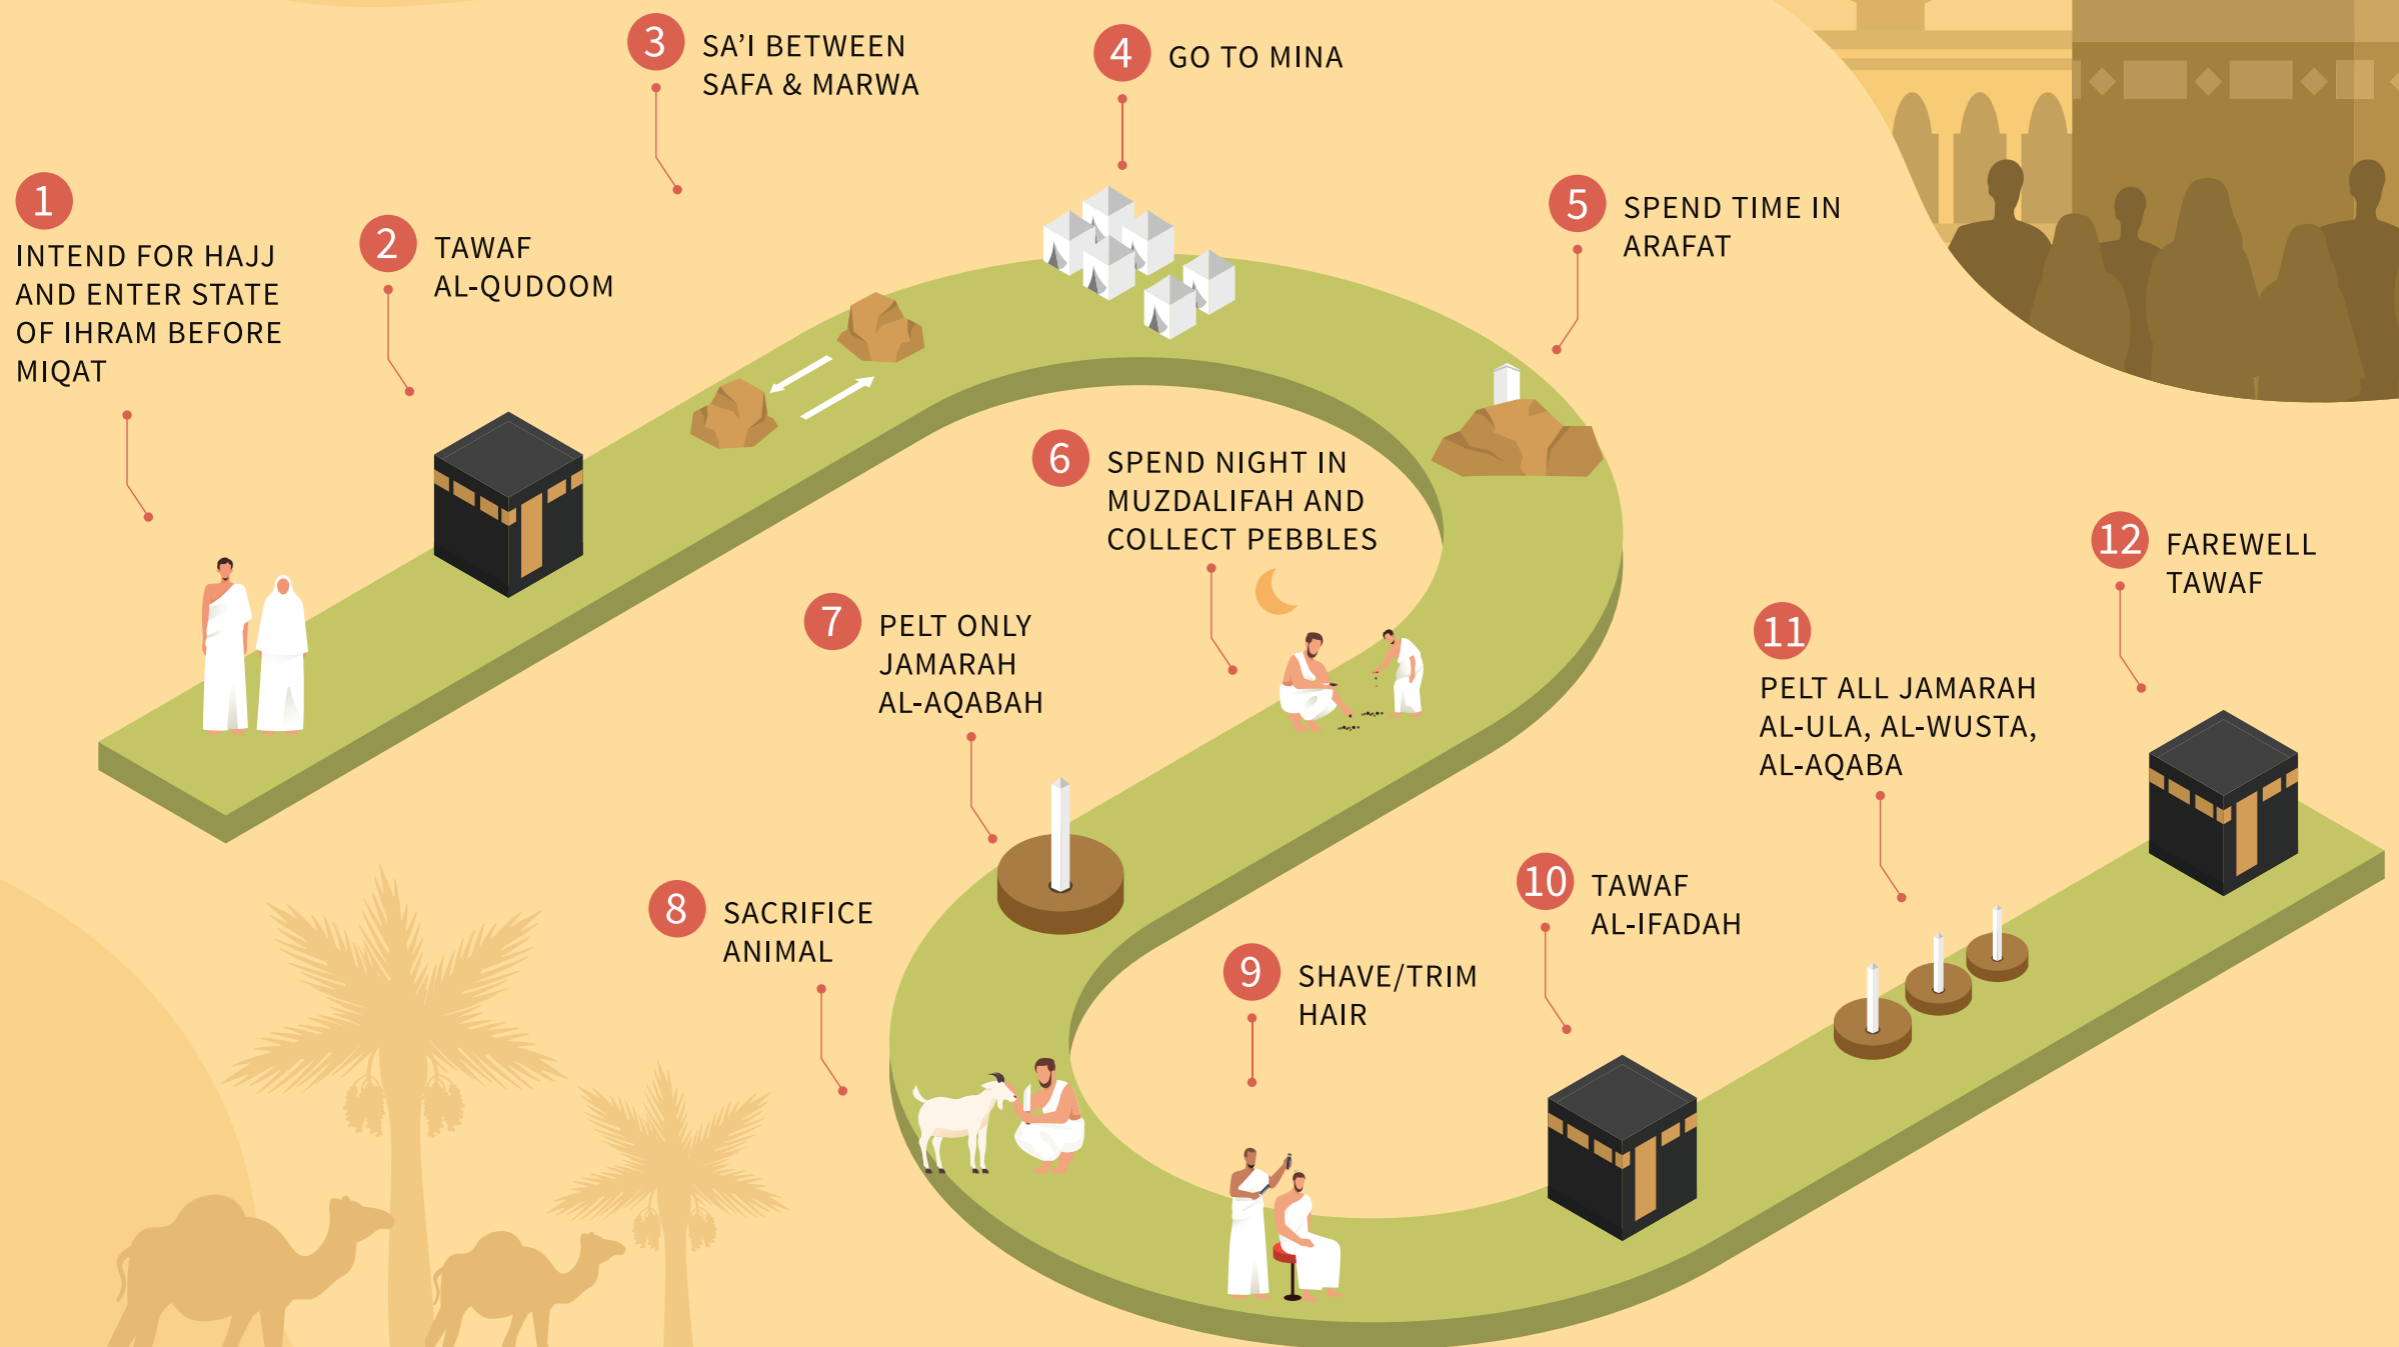 1
INTEND FOR HAJJ
AND ENTER STATE
OF IHRAM BEFORE
MIQAT
2
TAWAF
AL-QUDOOM
3
SA’I BETWEEN
SAFA & MARWA
4
GO TO MINA
5
SPEND TIME IN
ARAFAT
6
SPEND NIGHT IN
MUZDALIFAH AND
COLLECT PEBBLES
7
PELT ONLY
JAMARAH
AL-AQABAH
8
SACRIFICE
ANIMAL
9
SHAVE/TRIM
HAIR
10
TAWAF
AL-IFADAH
11
PELT ALL JAMARAH
AL-ULA, AL-WUSTA,
AL-AQABA
12
FAREWELL
TAWAF